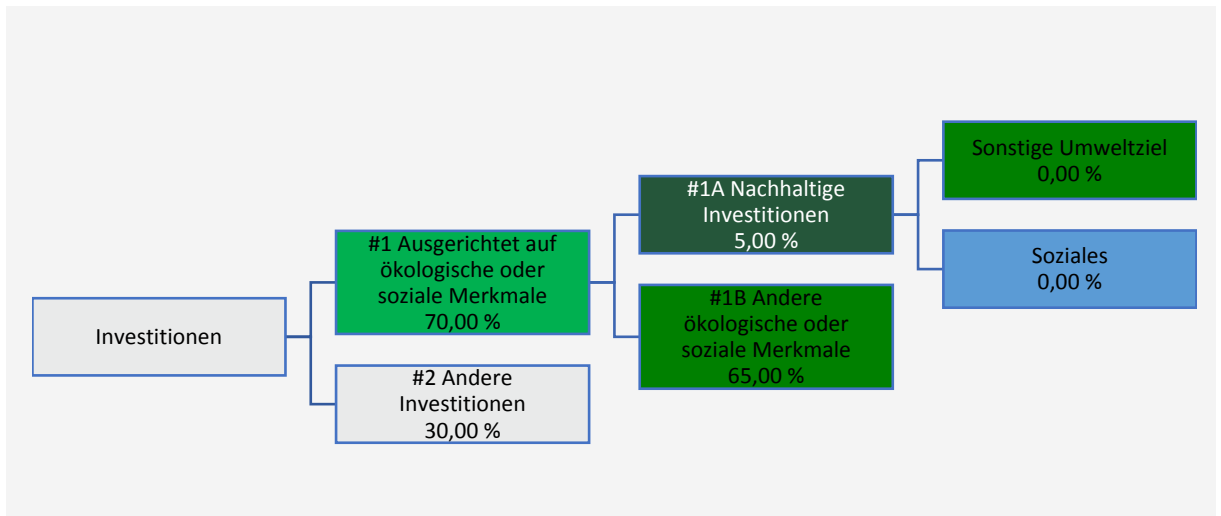 Investitionen
#1 Ausgerichtet auf
ökologische oder
soziale Merkmale
70,00 %
#2 Andere
Investitionen
30,00 %
#1A Nachhaltige
Investitionen
5,00 %
#1B Andere
ökologische oder
soziale Merkmale
65,00 %
Sonstige Umweltziel
0,00 %
Soziales
0,00 %